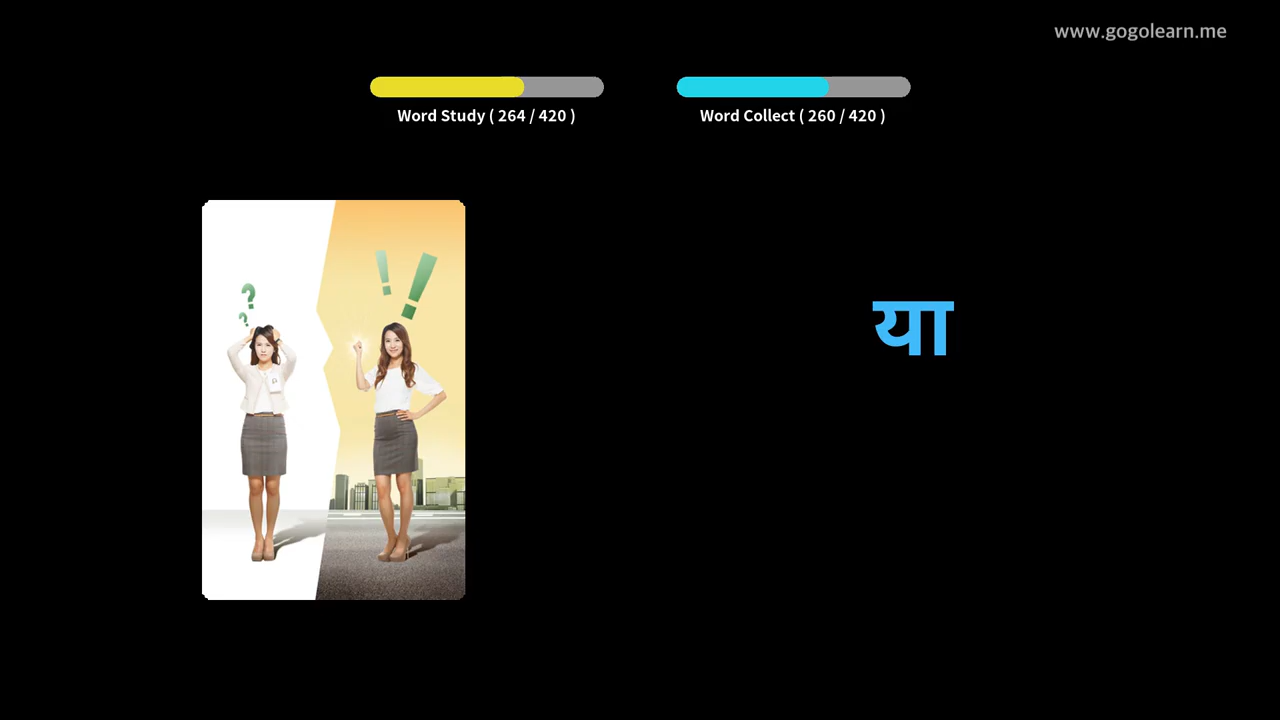 www.gogolearn.me
Word Study ( 264 / 420 )
Word Collect ( 260 / 420 )
? ?
! !
या